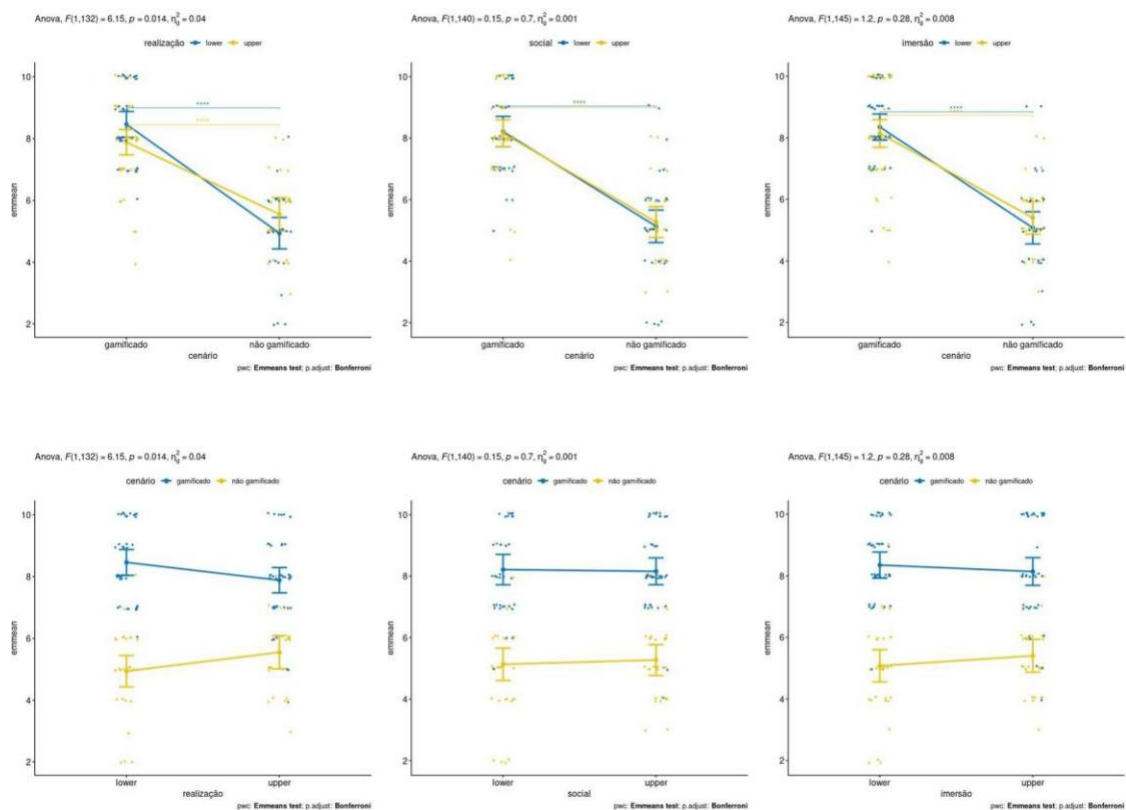 Anova, F(1,132) = 6.15, p = 0.014, η²g = 0.04
realização lower upper
10
8
6
4
2
emmean
gamificado não gamificado
cenário
pwc: Emmeans test; p.adjust: Bonferroni
Anova, F(1,140) = 0.15, p = 0.7, η²g = 0.001
social lower upper
10
8
6
4
2
emmean
****
gamificado não gamificado
cenário
pwc: Emmeans test; p.adjust: Bonferroni
Anova, F(1,145) = 1.2, p = 0.28, η²g = 0.008
imersão lower upper
10
8
6
4
2
emmean
****
gamificado não gamificado
cenário
pwc: Emmeans test; p.adjust: Bonferroni
Anova, F(1,132) = 6.15, p = 0.014, η²g = 0.04
cenário gamificado não gamificado
10
8
6
4
2
emmean
lower upper
realização
pwc: Emmeans test; p.adjust: Bonferroni
Anova, F(1,140) = 0.15, p = 0.7, η²g = 0.001
cenário gamificado não gamificado
10
8
6
4
2
emmean
lower upper
social
pwc: Emmeans test; p.adjust: Bonferroni
Anova, F(1,145) = 1.2, p = 0.28, η²g = 0.008
cenário gamificado não gamificado
10
8
6
4
2
emmean
lower upper
imersão
pwc: Emmeans test; p.adjust: Bonferroni